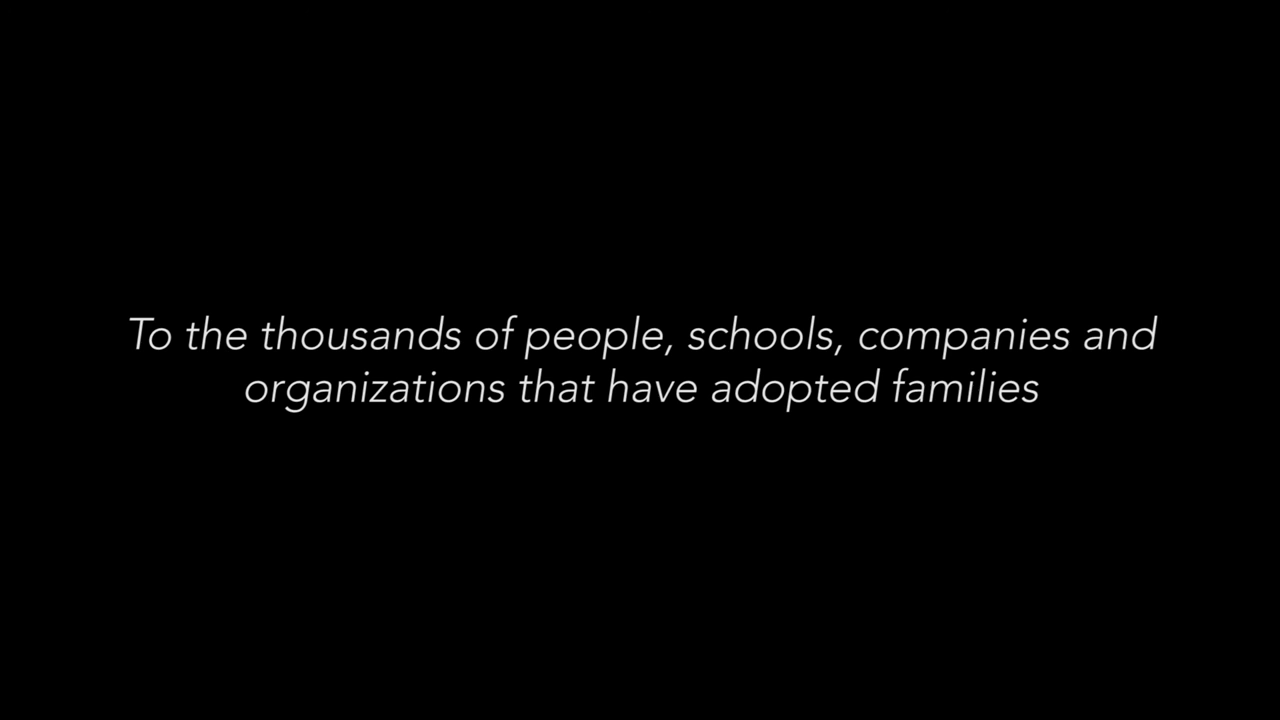 To the thousands of people, schools, companies and
organizations that have adopted families